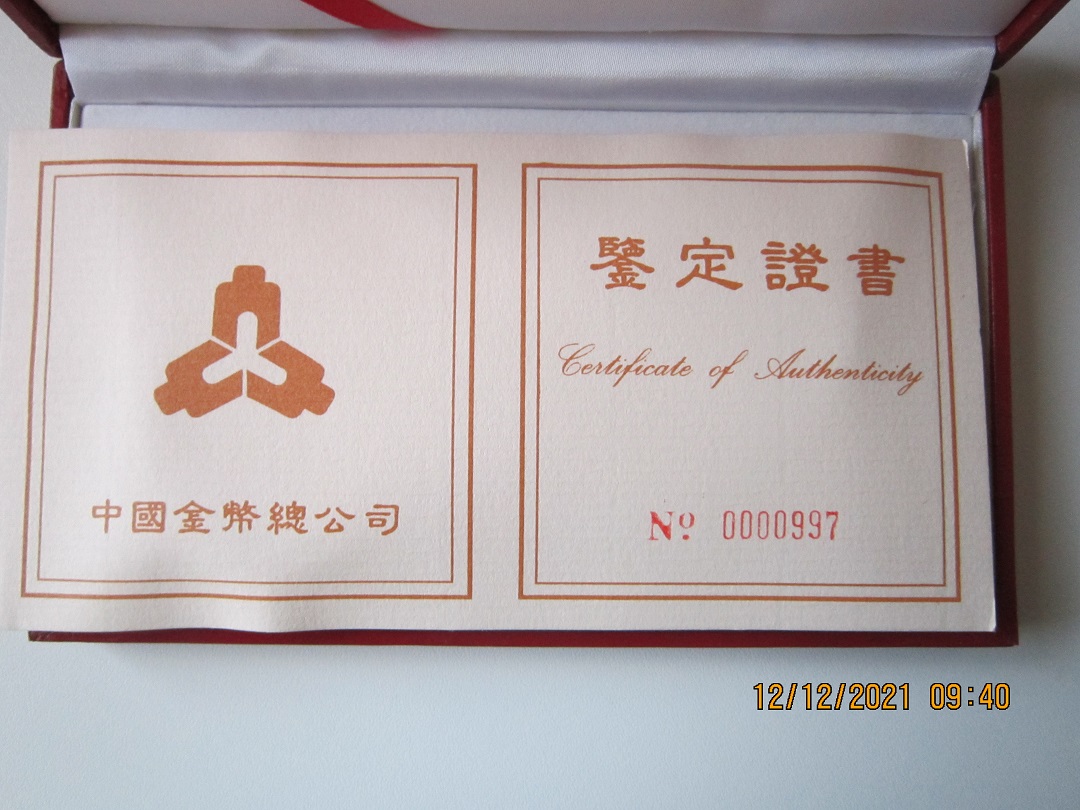 中國金幣總公司
鑒定證書
Certificate of Authenticity
Nº 0000997
12/12/2021 09:40